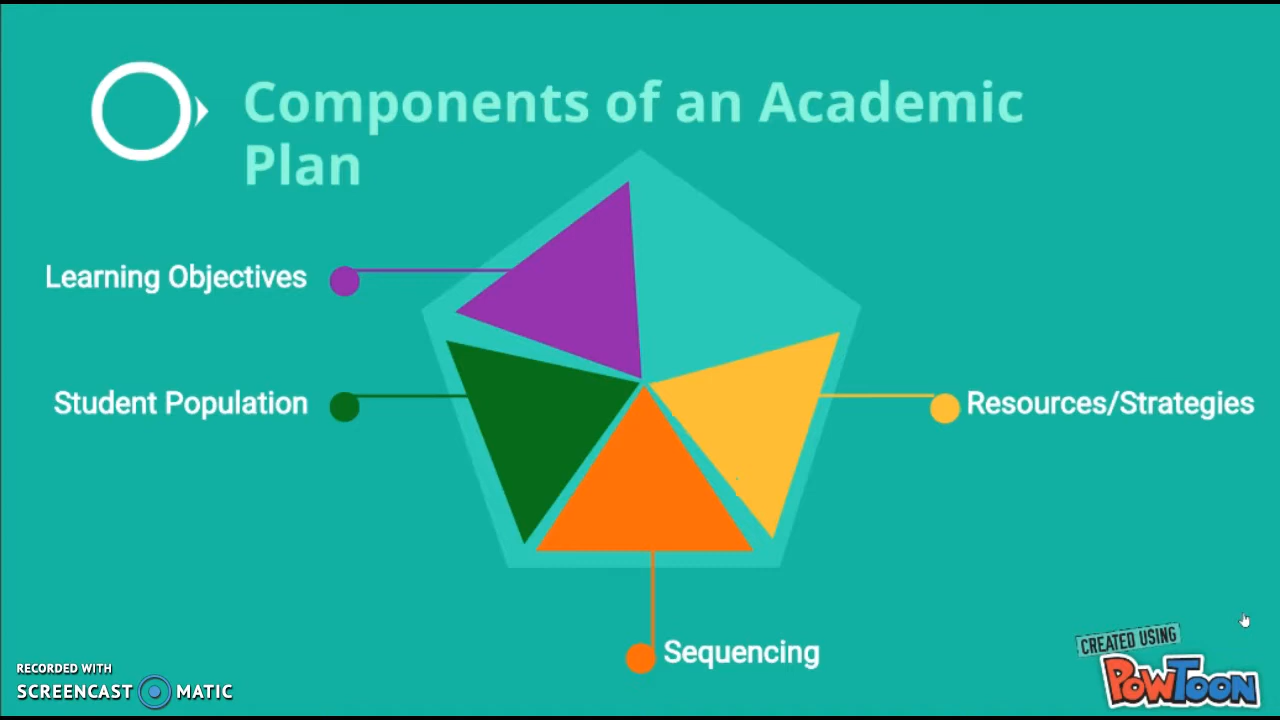 Components of an Academic
Plan
Learning Objectives
Student Population
Resources/Strategies
Sequencing
CREATED USING
POWTOON
RECORDED WITH
SCREENCAST MATIC